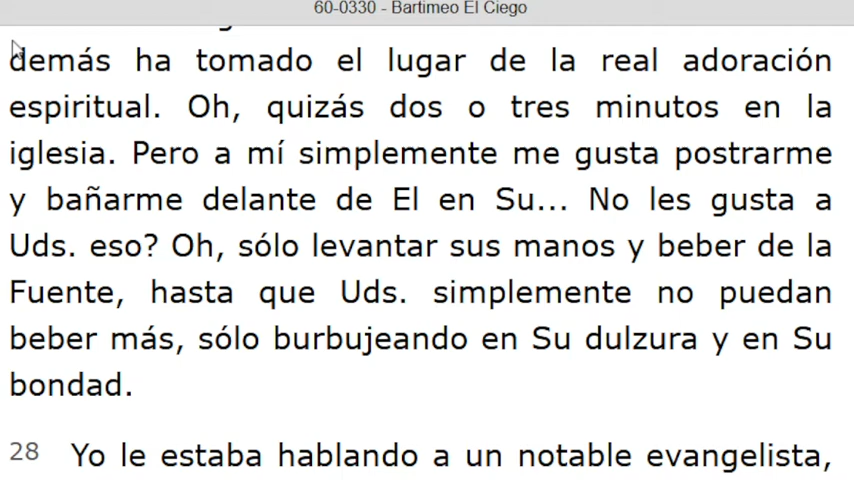 60-0330 - Bartimeo El Ciego
demás ha tomado el lugar de la real adoración
espiritual. Oh, quizás dos o tres minutos en la
iglesia. Pero a mí simplemente me gusta postrarme
y bañarme delante de El en Su... No les gusta a
Uds. eso? Oh, sólo levantar sus manos y beber de la
Fuente, hasta que Uds. simplemente no puedan
beber más, sólo burbujeando en Su dulzura y en Su
bondad.
28 Yo le estaba hablando a un notable evangelista,